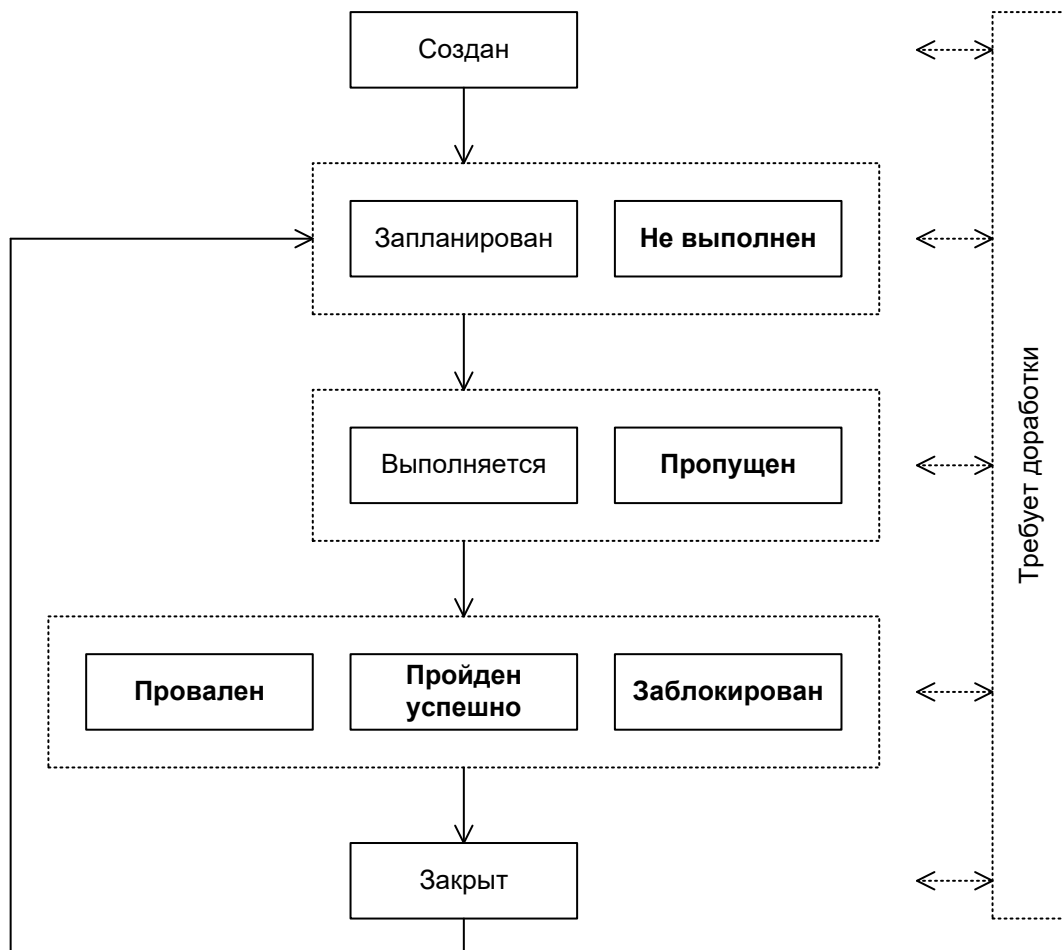 Создан
Запланирован
Не выполнен
Выполняется
Пропущен
Провален
Пройден
успешно
Заблокирован
Закрыт
Требует доработки